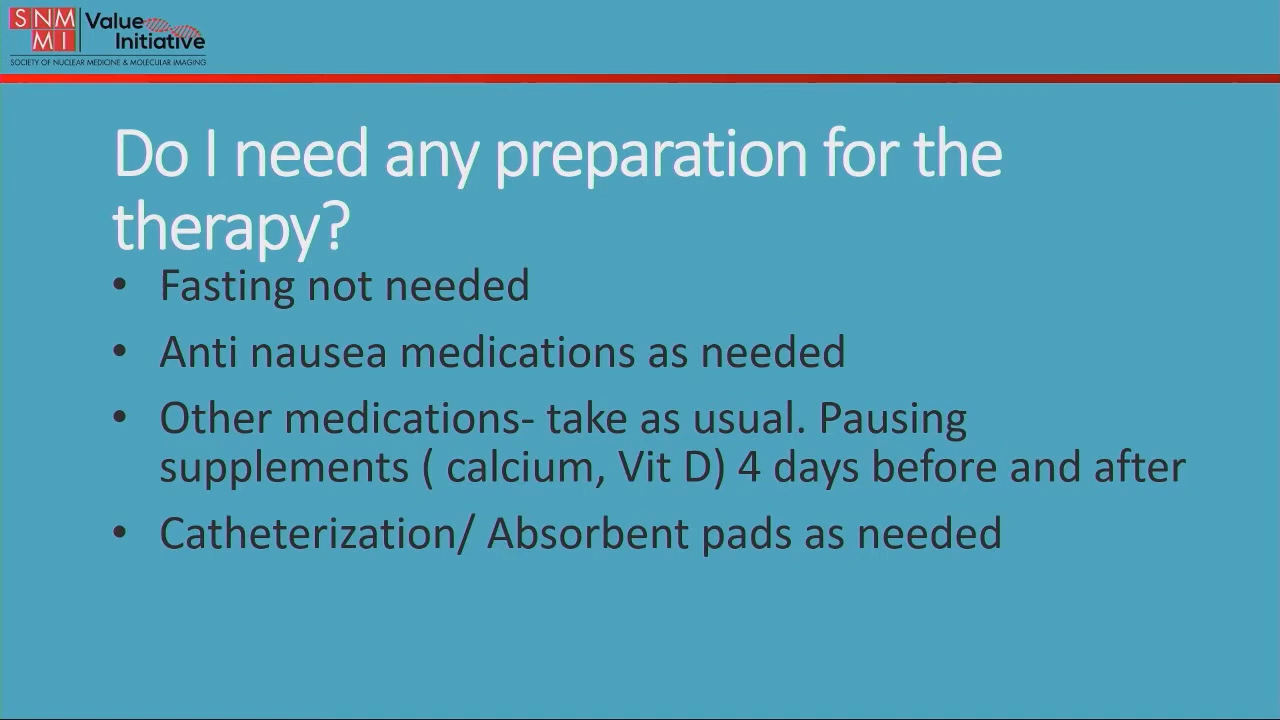 SNM
MI
Value
Initiative
SOCIETY OF NUCLEAR MEDICINE & MOLECULAR IMAGING
Do I need any preparation for the
therapy?
• Fasting not needed
• Anti nausea medications as needed
• Other medications- take as usual. Pausing
supplements ( calcium, Vit D) 4 days before and after
• Catheterization/ Absorbent pads as needed